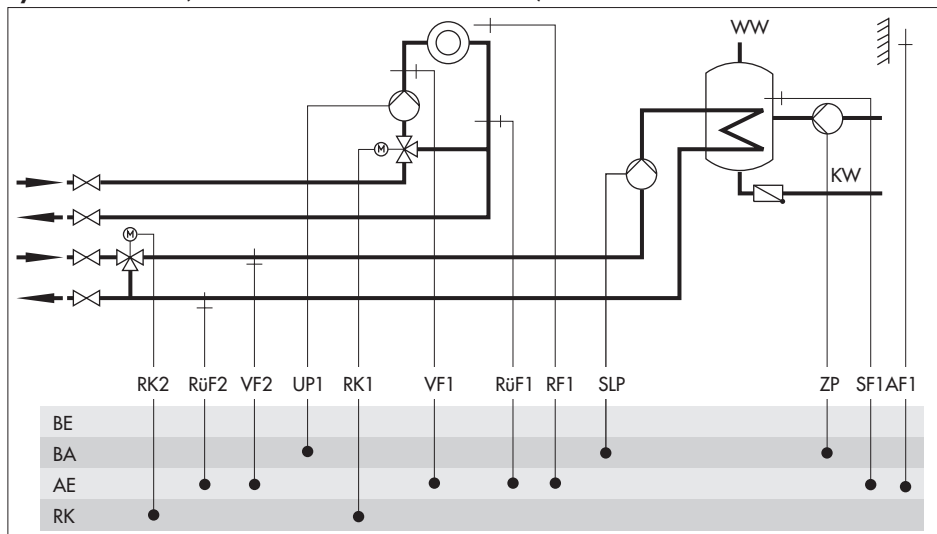 WW
M
KW
M
RK2 RüF2 VF2 UP1 RK1 VF1 RüF1 RF1 SLP ZP SF1 AF1
BE
BA
AE
RK